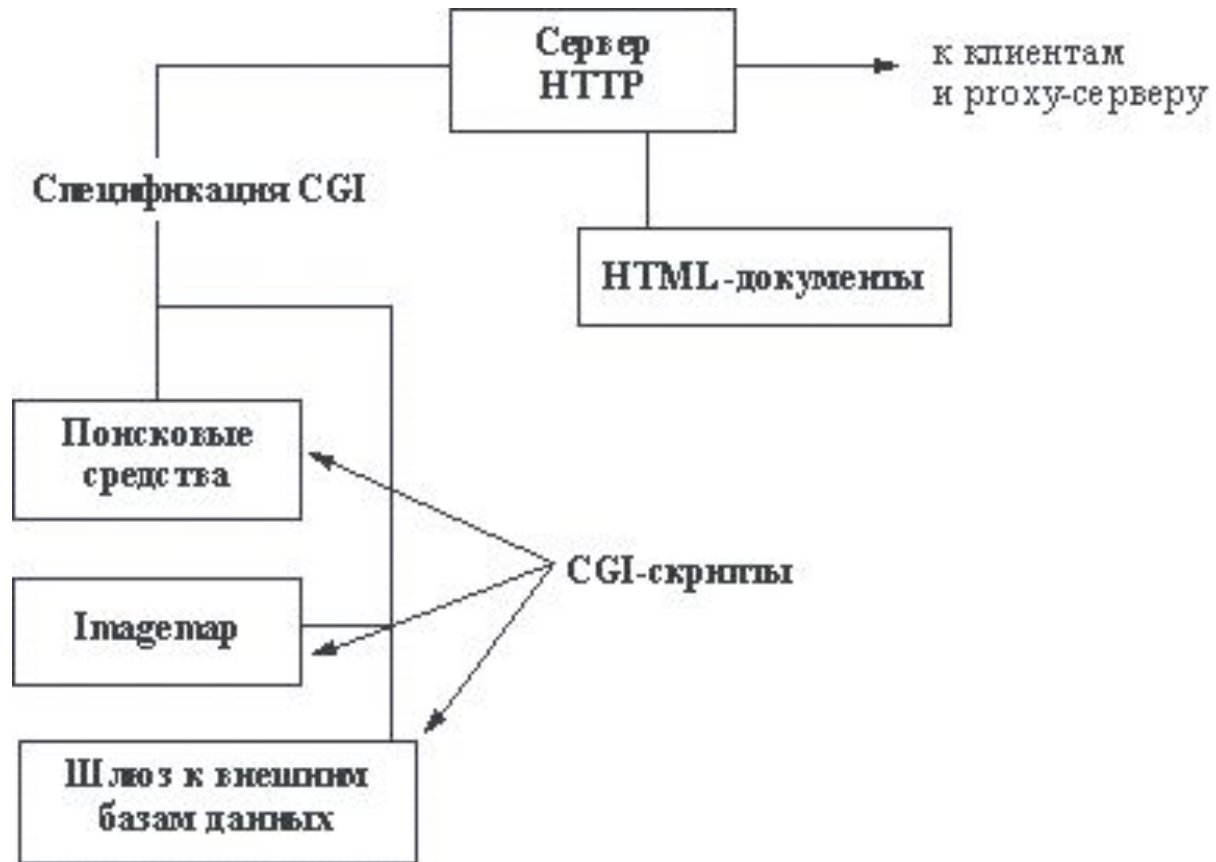 Сервер
HTTP
к клиентам
и proxy-серверу
Спецификация CGI
HTML-документы
Поисковые
средства
CGI-скрипты
Imagemap
Шлюз к внешним
базам данных